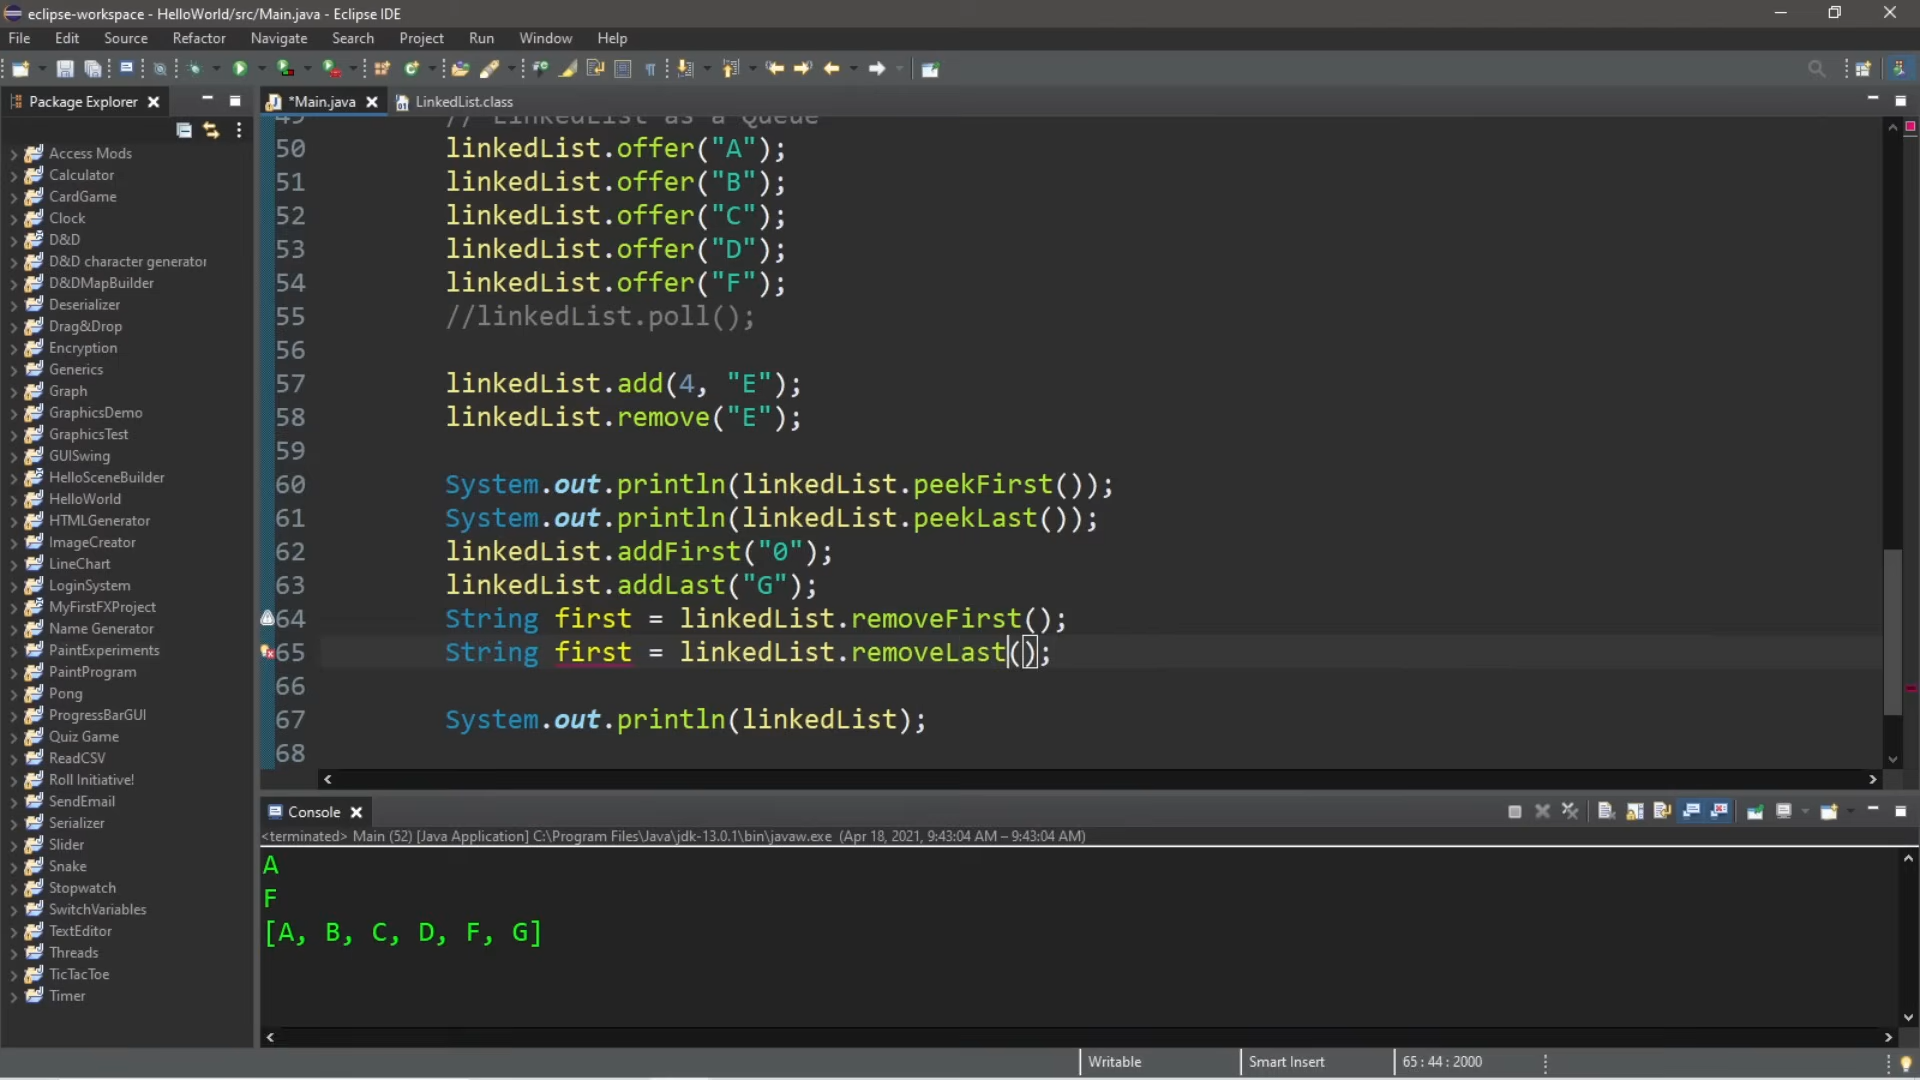 eclipse-workspace - HelloWorld/src/Main.java - Eclipse IDE
File Edit Source Refactor Navigate Search Project Run Window Help
Package Explorer
*Main.java
LinkedList.class
Access Mods
Calculator
CardGame
Clock
D&D
D&D character generator
D&DMapBuilder
Deserializer
Drag&Drop
Encryption
Generics
Graph
GraphicsDemo
GraphicsTest
GUISwing
HelloSceneBuilder
HelloWorld
HTMLGenerator
ImageCreator
LineChart
LoginSystem
MyFirstFXProject
Name Generator
PaintExperiments
PaintProgram
Pong
ProgressBarGUI
Quiz Game
ReadCSV
Roll Initiative!
SendEmail
Serializer
Slider
Snake
Stopwatch
SwitchVariables
TextEditor
Threads
TicTacToe
Timer
49 // LinkedList as a Queue
50 linkedList.offer("A");
51 linkedList.offer("B");
52 linkedList.offer("C");
53 linkedList.offer("D");
54 linkedList.offer("F");
55 //linkedList.poll();
56
57 linkedList.add(4, "E");
58 linkedList.remove("E");
59
60 System.out.println(linkedList.peekFirst());
61 System.out.println(linkedList.peekLast());
62 linkedList.addFirst("0");
63 linkedList.addLast("G");
64 String first = linkedList.removeFirst();
65 String first = linkedList.removeLast();
66
67 System.out.println(linkedList);
68
Console
<terminated> Main (52) [Java Application] C:\Program Files\Java\jdk-13.0.1\bin\javaw.exe (Apr 18, 2021, 9:43:04 AM – 9:43:04 AM)
A
F
[A, B, C, D, F, G]
Writable
Smart Insert
65 : 44 : 2000